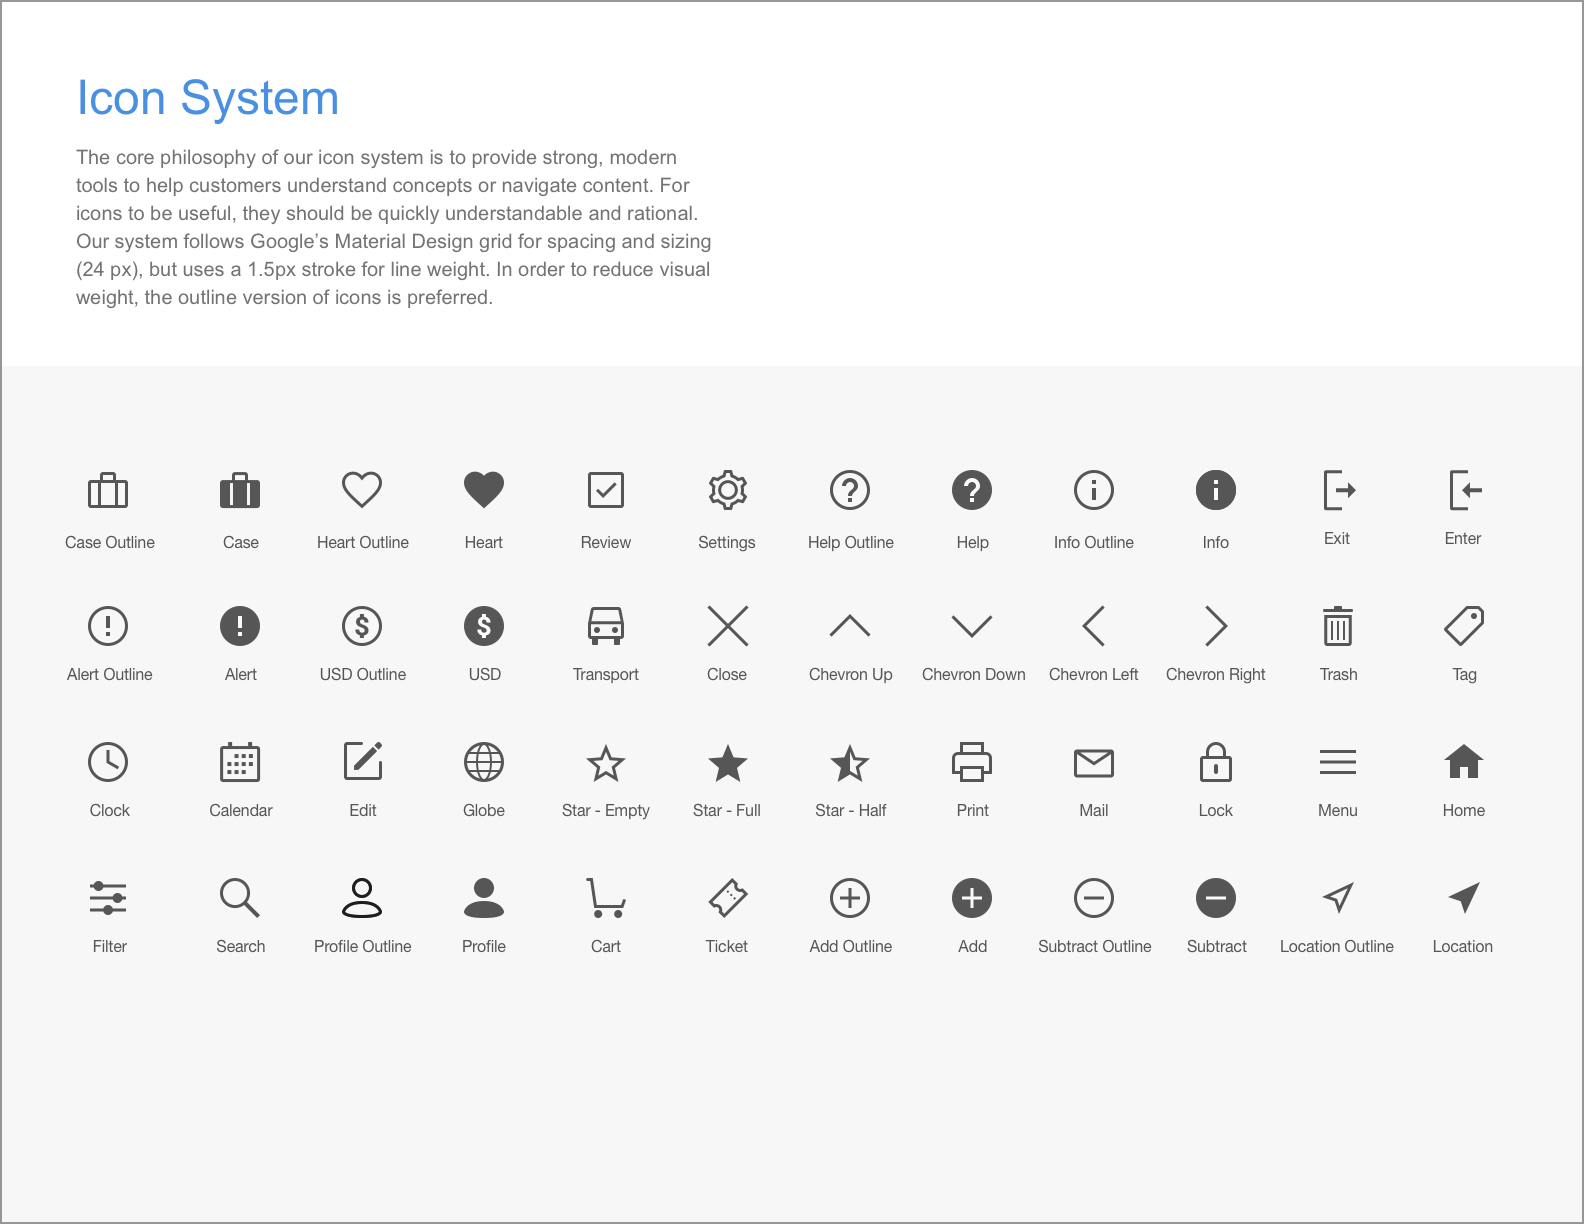 Icon System
The core philosophy of our icon system is to provide strong, modern
tools to help customers understand concepts or navigate content. For
icons to be useful, they should be quickly understandable and rational.
Our system follows Google’s Material Design grid for spacing and sizing
(24 px), but uses a 1.5px stroke for line weight. In order to reduce visual
weight, the outline version of icons is preferred.
Case Outline Case Heart Outline Heart Review Settings Help Outline Help Info Outline Info Exit Enter
Alert Outline Alert USD Outline USD Transport Close Chevron Up Chevron Down Chevron Left Chevron Right Trash Tag
Clock Calendar Edit Globe Star - Empty Star - Full Star - Half Print Mail Lock Menu Home
Filter Search Profile Outline Profile Cart Ticket Add Outline Add Subtract Outline Subtract Location Outline Location